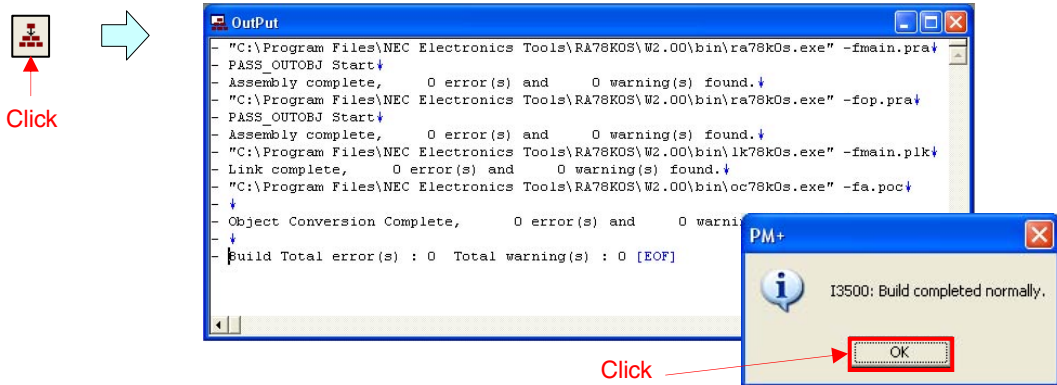 Click
OutPut
- "C:\Program Files\NEC Electronics Tools\RA78K0S\W2.00\bin\ra78k0s.exe" -fmain.pra↓
- PASS_OUTOBJ Start↓
- Assembly complete,     0 error(s) and     0 warning(s) found.↓
- "C:\Program Files\NEC Electronics Tools\RA78K0S\W2.00\bin\ra78k0s.exe" -fop.pra↓
- PASS_OUTOBJ Start↓
- Assembly complete,     0 error(s) and     0 warning(s) found.↓
- "C:\Program Files\NEC Electronics Tools\RA78K0S\W2.00\bin\lk78k0s.exe" -fmain.plk↓
- Link complete,     0 error(s) and     0 warning(s) found.↓
- "C:\Program Files\NEC Electronics Tools\RA78K0S\W2.00\bin\oc78k0s.exe" -fa.poc↓
- ↓
- Object Conversion Complete,     0 error(s) and     0 warni
- ↓
- Build Total error(s) : 0  Total warning(s) : 0 [EOF]
PM+
I3500: Build completed normally.
OK
Click